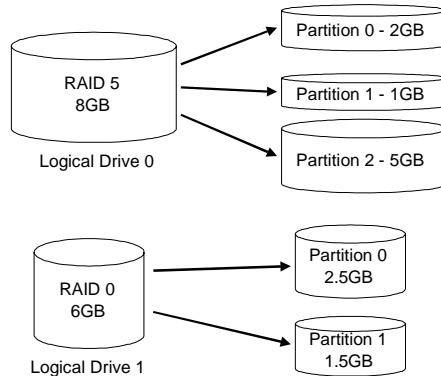 RAID 5
8GB
Logical Drive 0
Partition 0 - 2GB
Partition 1 - 1GB
Partition 2 - 5GB
RAID 0
6GB
Logical Drive 1
Partition 0
2.5GB
Partition 1
1.5GB